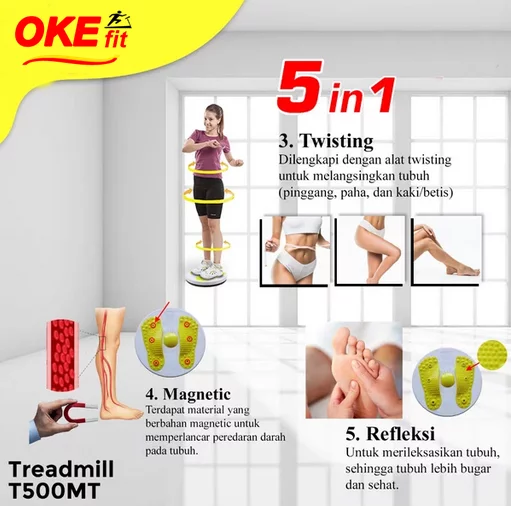 OKE fit
5 in 1
3. Twisting
Dilengkapi dengan alat twisting
untuk melangsingkan tubuh
(pinggang, paha, dan kaki/betis)
4. Magnetic
Terdapat material yang
berbahan magnetic untuk
memperlancar peredaran darah
pada tubuh.
5. Refleksi
Untuk merileksasikan tubuh,
sehingga tubuh lebih bugar
dan sehat.
Treadmill
T500MT